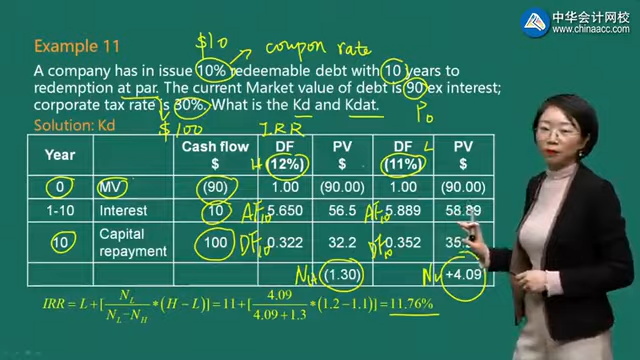 中华会计网校
www.chinaacc.com
Example 11
$10
coupon rate
A company has in issue 10% redeemable debt with 10 years to
redemption at par. The current Market value of debt is 90 ex interest;
corporate tax rate is 30%. What is the Kd and Kdat.
P₀
Solution: Kd
$100
I.R R
Year Cash flow $ DF H (12%) PV $ DF L (11%) PV $
0 MV (90) 1.00 (90.00) 1.00 (90.00)
1-10 Interest 10 AF₁₀ 5.650 56.5 AF₁₀ 5.889 58.89
10 Capital repayment 100 DF₁₀ 0.322 32.2 DF₁₀ 0.352
NH (1.30) NL +4.09
IRR = L + [ N_L / (N_L − N_H) * (H − L)] = 11 + [ 4.09 / (4.09 + 1.3) * (1.2 − 1.1)] = 11.76%